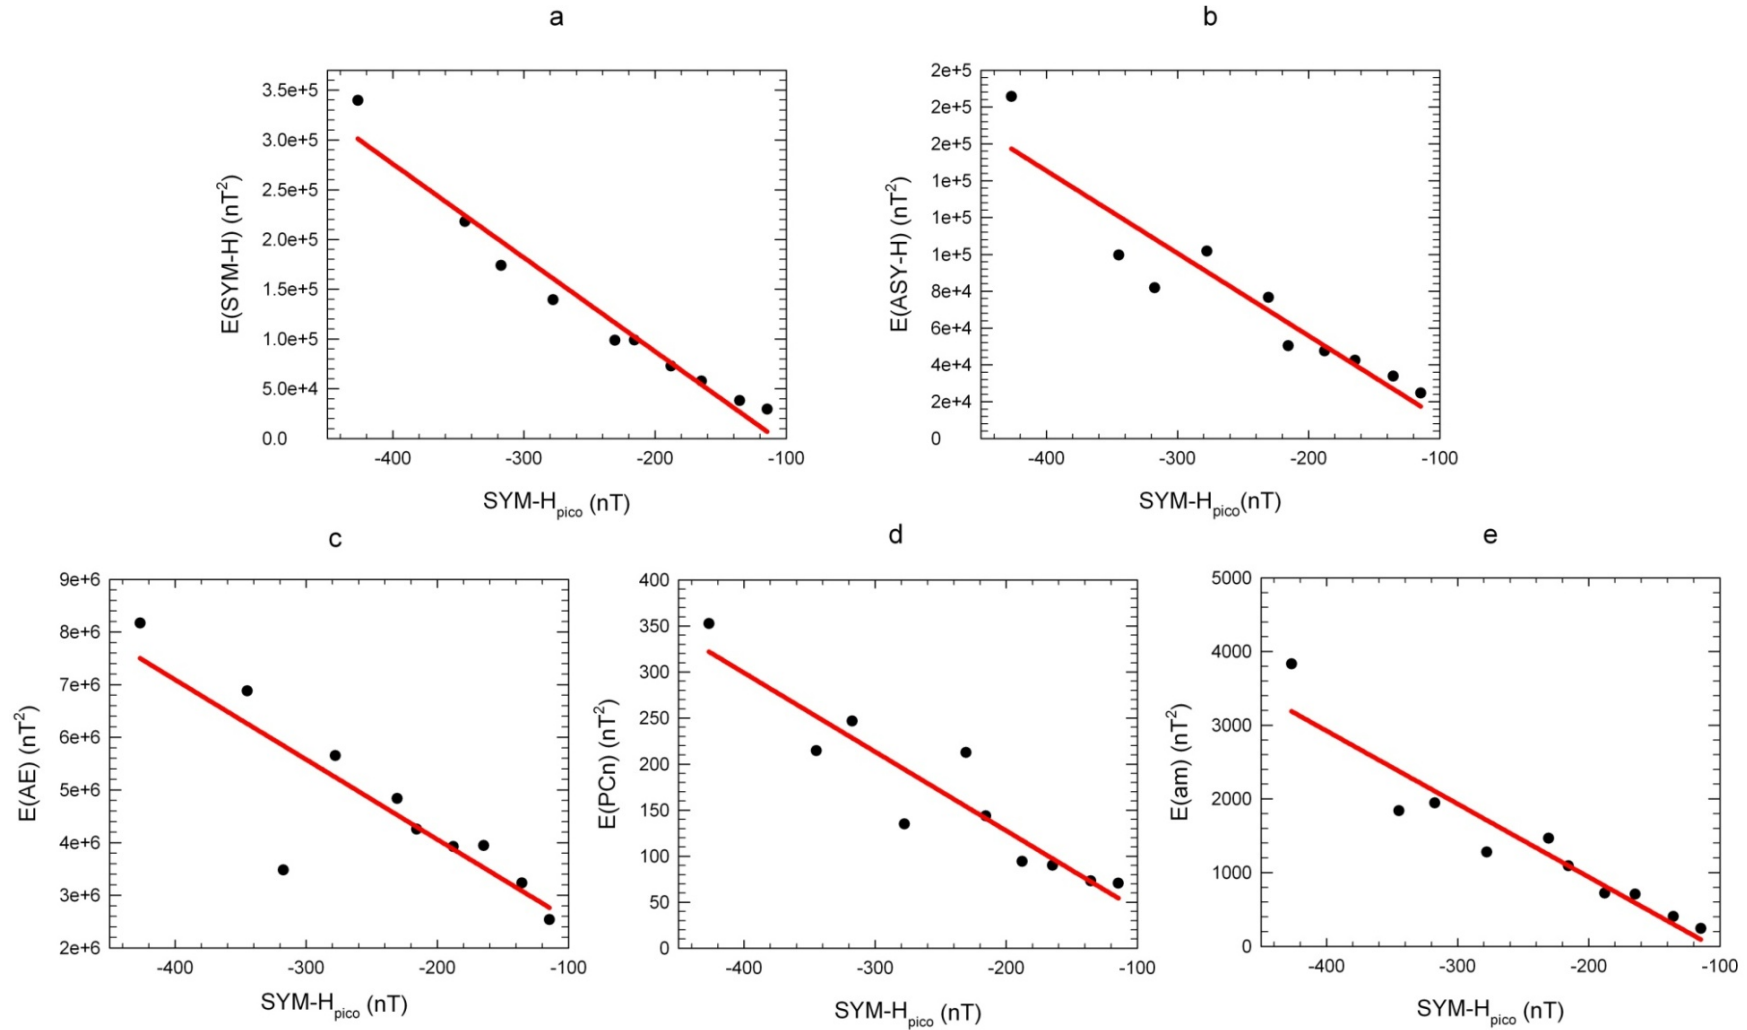 a
3.5e+5
3.0e+5
2.5e+5
2.0e+5
1.5e+5
1.0e+5
5.0e+4
0.0
E(SYM-H) (nT²)
-400 -300 -200 -100
SYM-Hpico (nT)
b
2e+5
2e+5
2e+5
1e+5
1e+5
1e+5
8e+4
6e+4
4e+4
2e+4
0
E(ASY-H) (nT²)
-400 -300 -200 -100
SYM-Hpico(nT)
c
9e+6
8e+6
7e+6
6e+6
5e+6
4e+6
3e+6
2e+6
E(AE) (nT²)
-400 -300 -200 -100
SYM-Hpico (nT)
d
400
350
300
250
200
150
100
50
0
E(PCn) (nT²)
-400 -300 -200 -100
SYM-Hpico (nT)
e
5000
4000
3000
2000
1000
0
E(am) (nT²)
-400 -300 -200 -100
SYM-Hpico (nT)